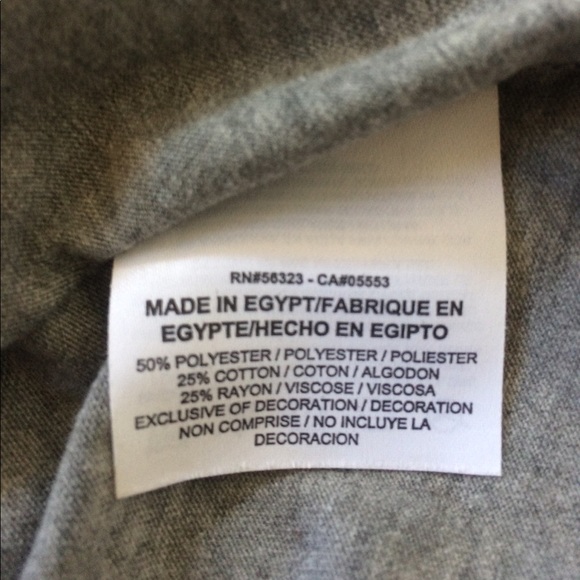 RN#56323 - CA#05553
MADE IN EGYPT/FABRIQUE EN
EGYPTE/HECHO EN EGIPTO
50% POLYESTER / POLYESTER / POLIESTER
25% COTTON / COTON / ALGODON
25% RAYON / VISCOSE / VISCOSA
EXCLUSIVE OF DECORATION / DECORATION
NON COMPRISE / NO INCLUYE LA
DECORACION